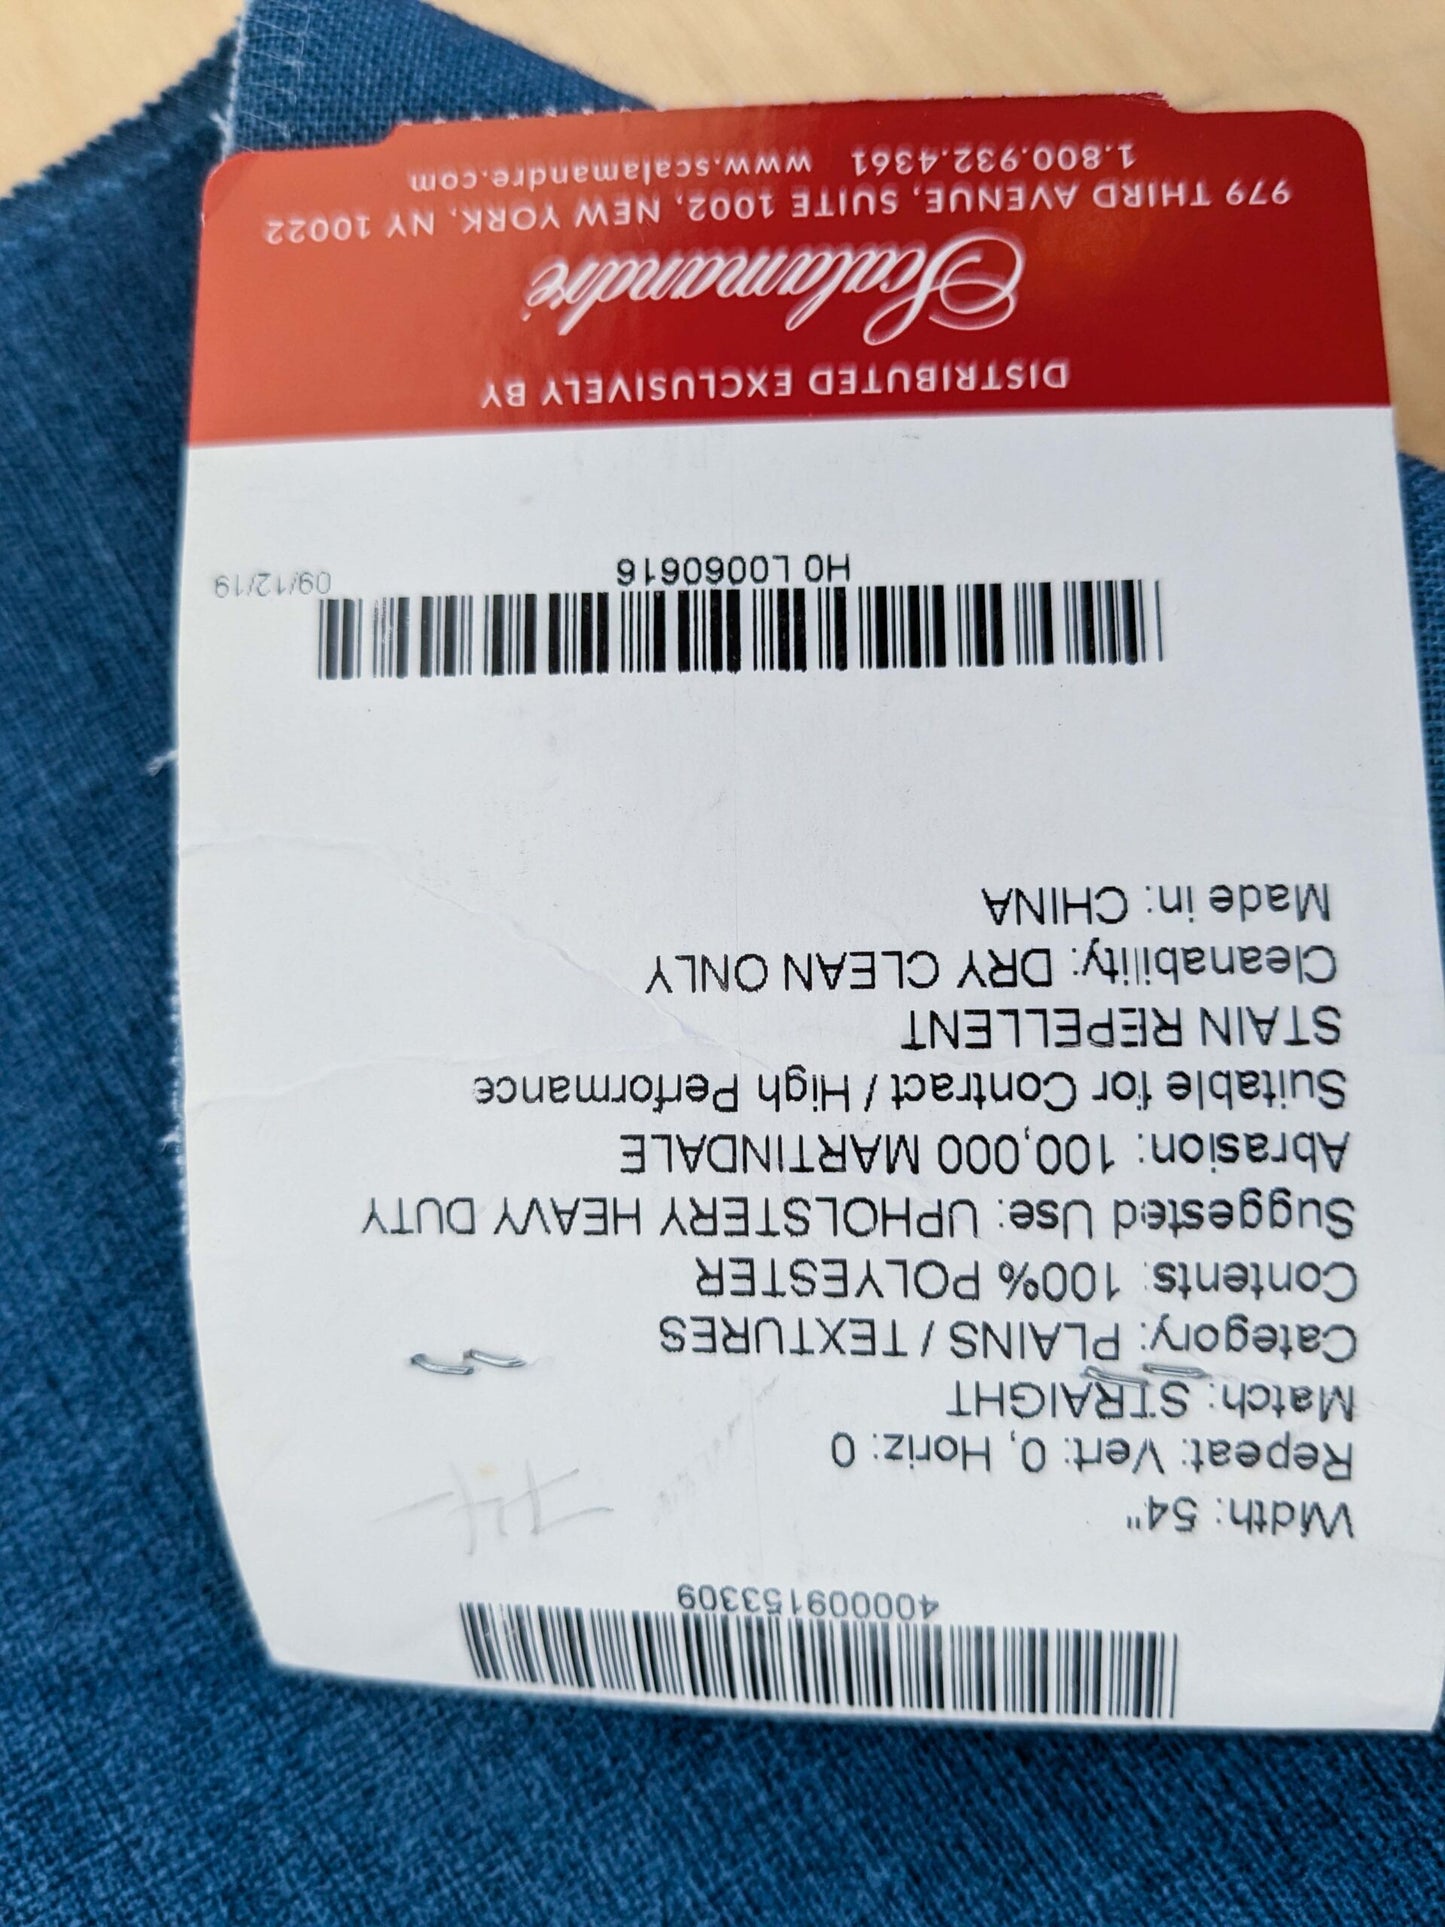 400009153309
Width: 54"
Repeat: Vert: 0, Horiz: 0
Match: STRAIGHT
Category: PLAINS / TEXTURES
Contents: 100% POLYESTER
Suggested Use: UPHOLSTERY HEAVY DUTY
Abrasion: 100,000 MARTINDALE
Suitable for Contract / High Performance
STAIN REPELLENT
Cleanability: DRY CLEAN ONLY
Made in: CHINA
H0 L0060616
09/12/19
DISTRIBUTED EXCLUSIVELY BY
Scalamandré
979 THIRD AVENUE, SUITE 1002, NEW YORK, NY 10022
1.800.932.4361 www.scalamandre.com